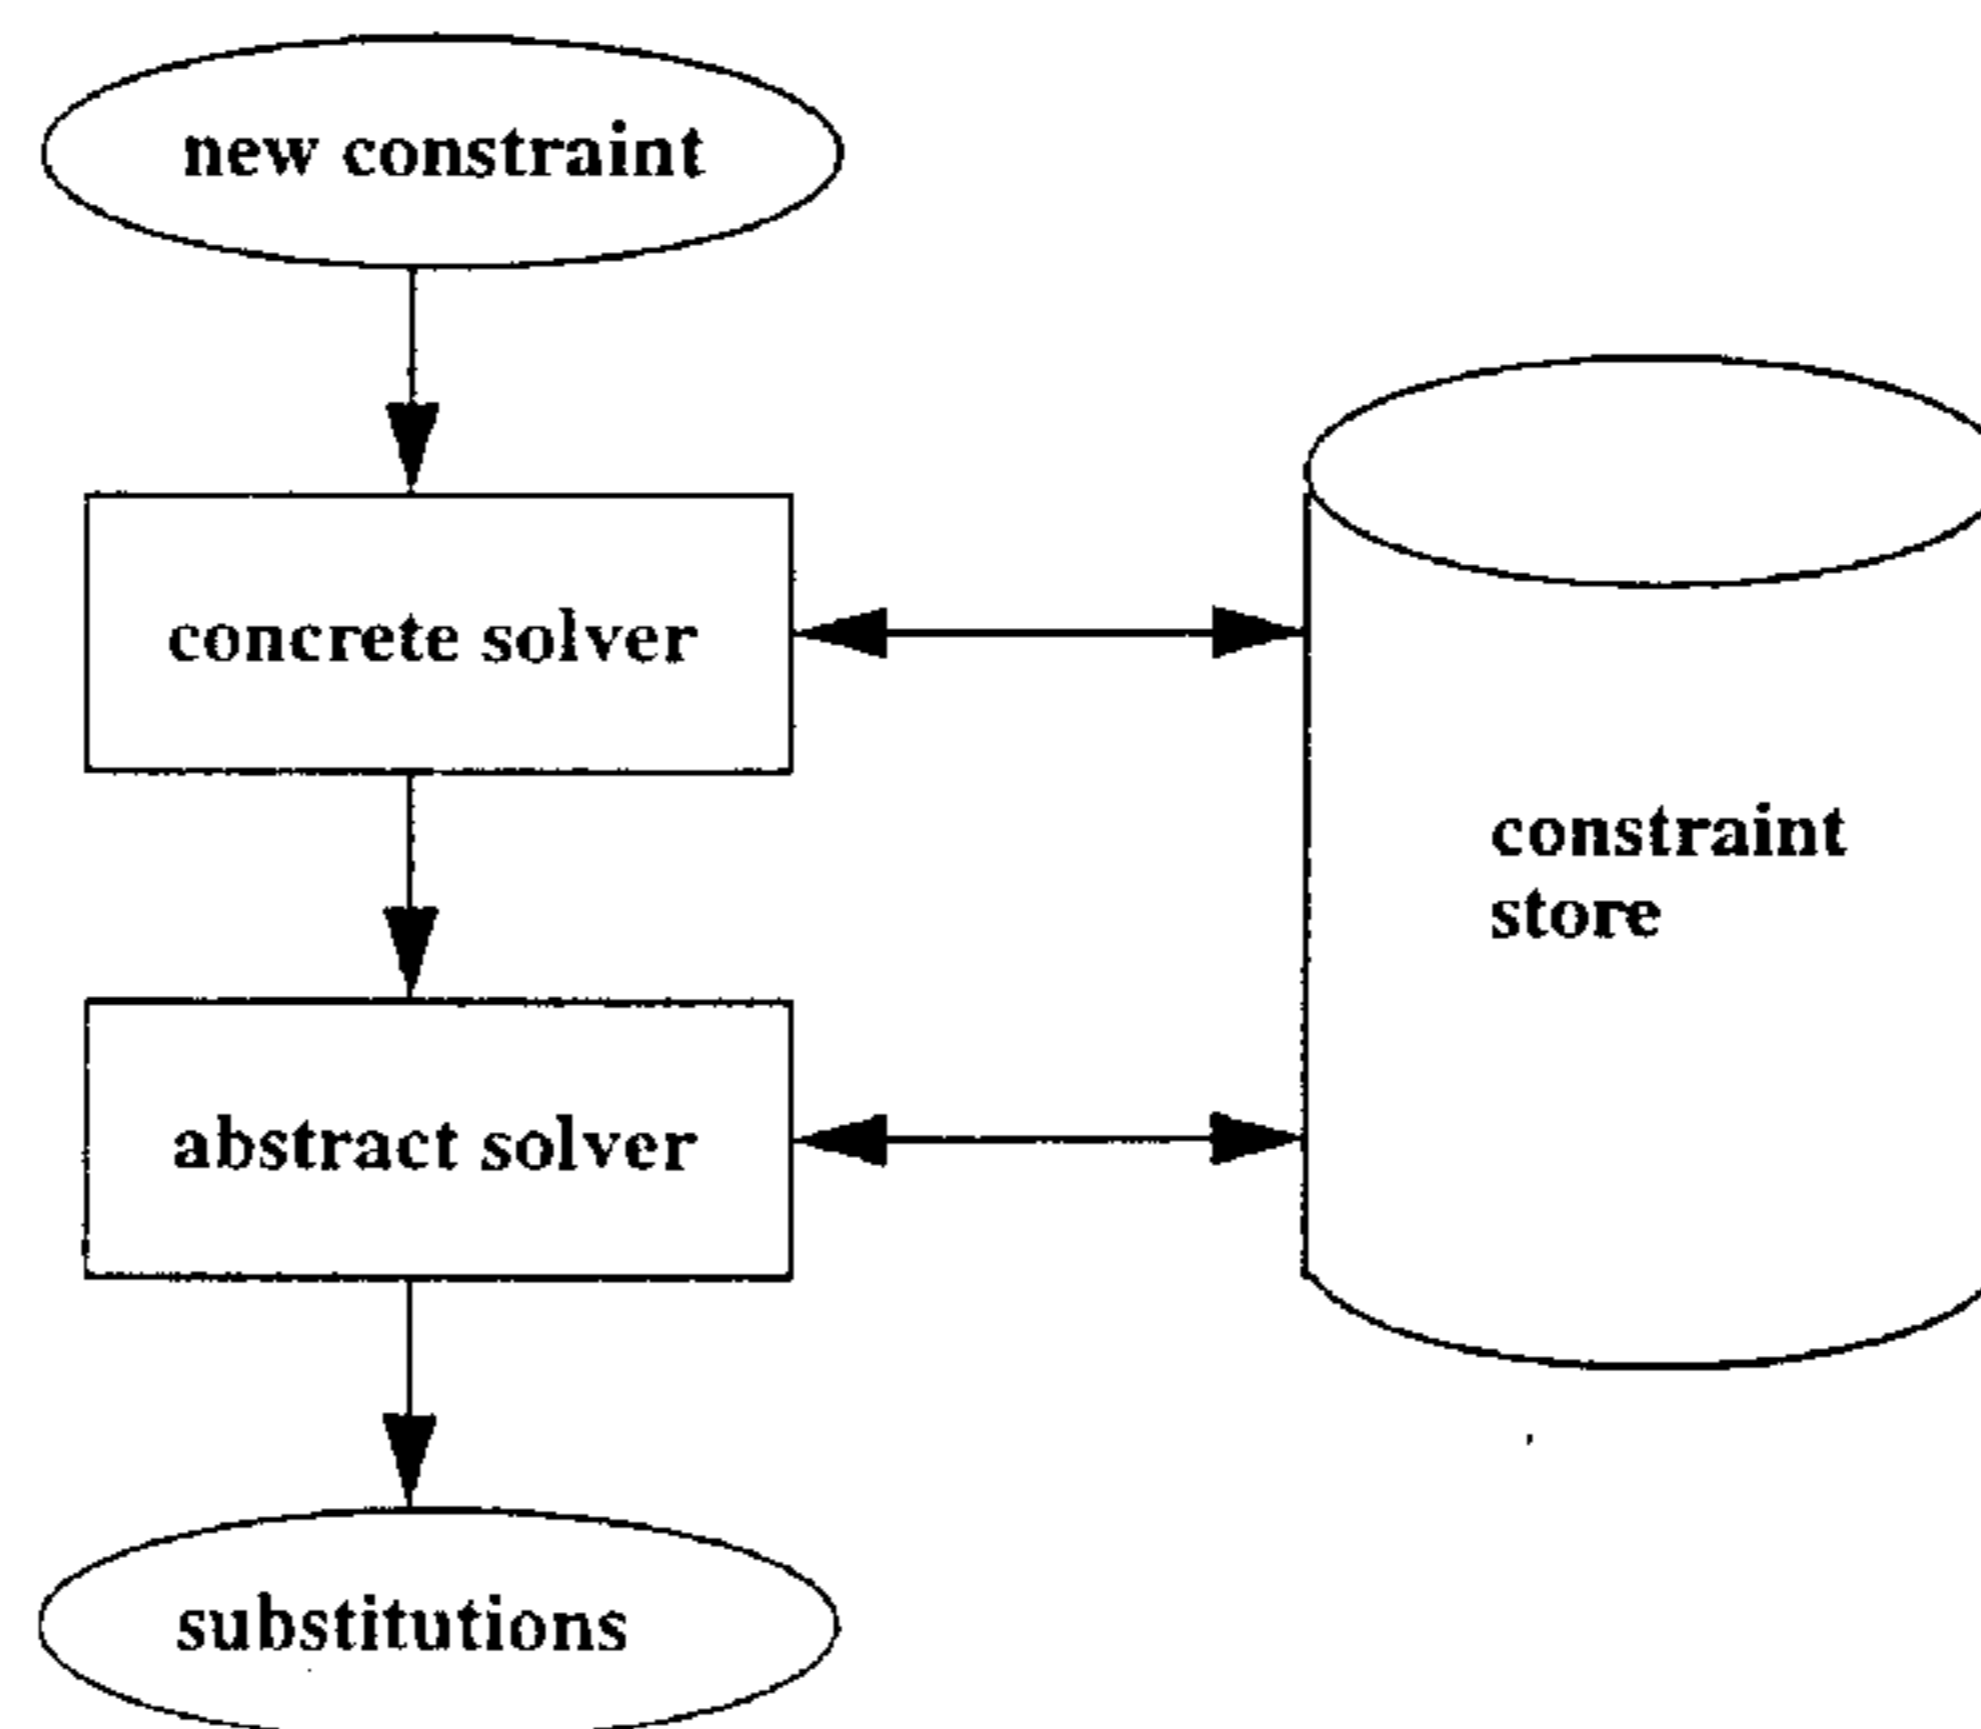 new constraint
concrete solver
constraint
store
abstract solver
substitutions